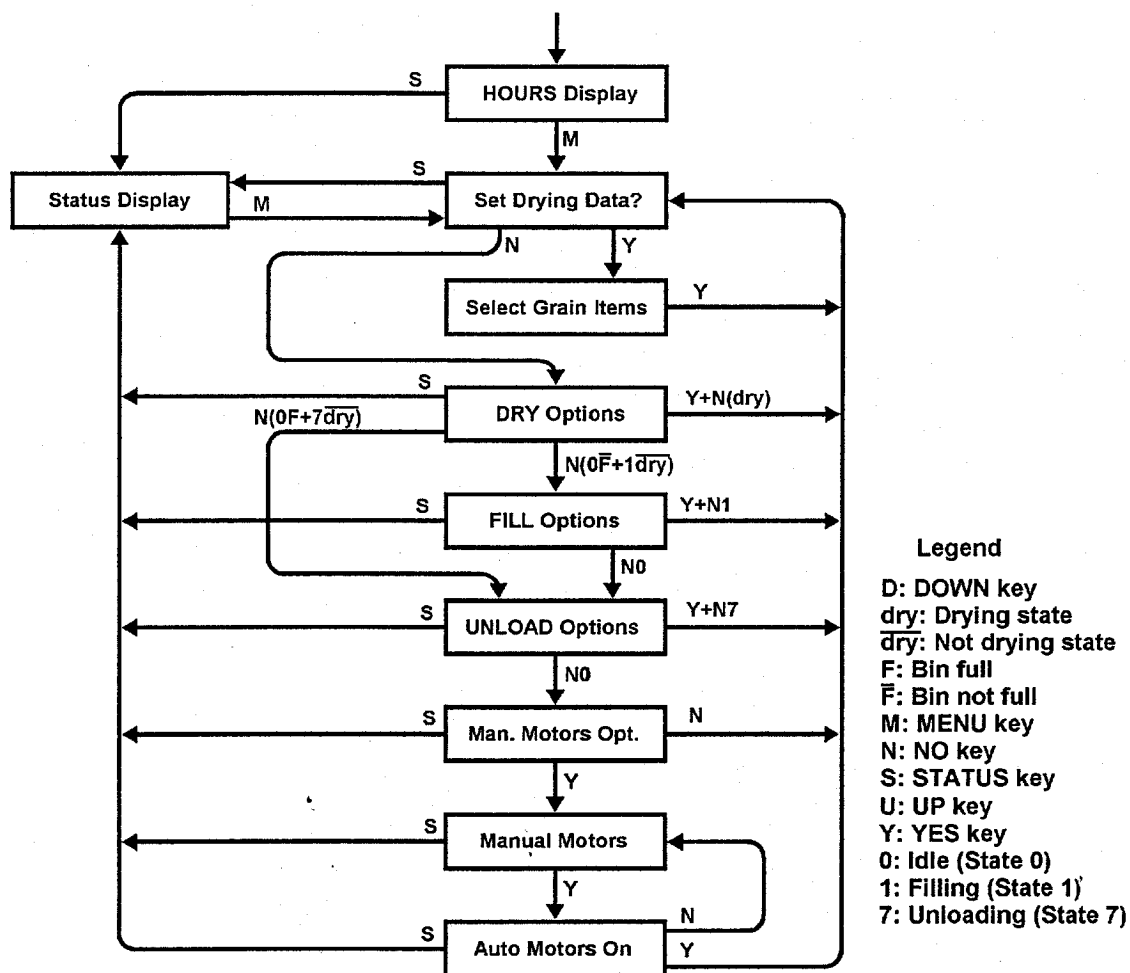 S
HOURS Display
M
Status Display
S
M
Set Drying Data?
N
Y
Select Grain Items
Y
S
DRY Options
Y+N(dry)
N(0F+7d̅r̅y̅)
N(0F̅+1d̅r̅y̅)
S
FILL Options
Y+N1
N0
S
UNLOAD Options
Y+N7
N0
S
Man. Motors Opt.
N
Y
S
Manual Motors
Y
N
S
Auto Motors On
Y
Legend
D: DOWN key
dry: Drying state
d̅r̅y̅: Not drying state
F: Bin full
F̅: Bin not full
M: MENU key
N: NO key
S: STATUS key
U: UP key
Y: YES key
0: Idle (State 0)
1: Filling (State 1)
7: Unloading (State 7)